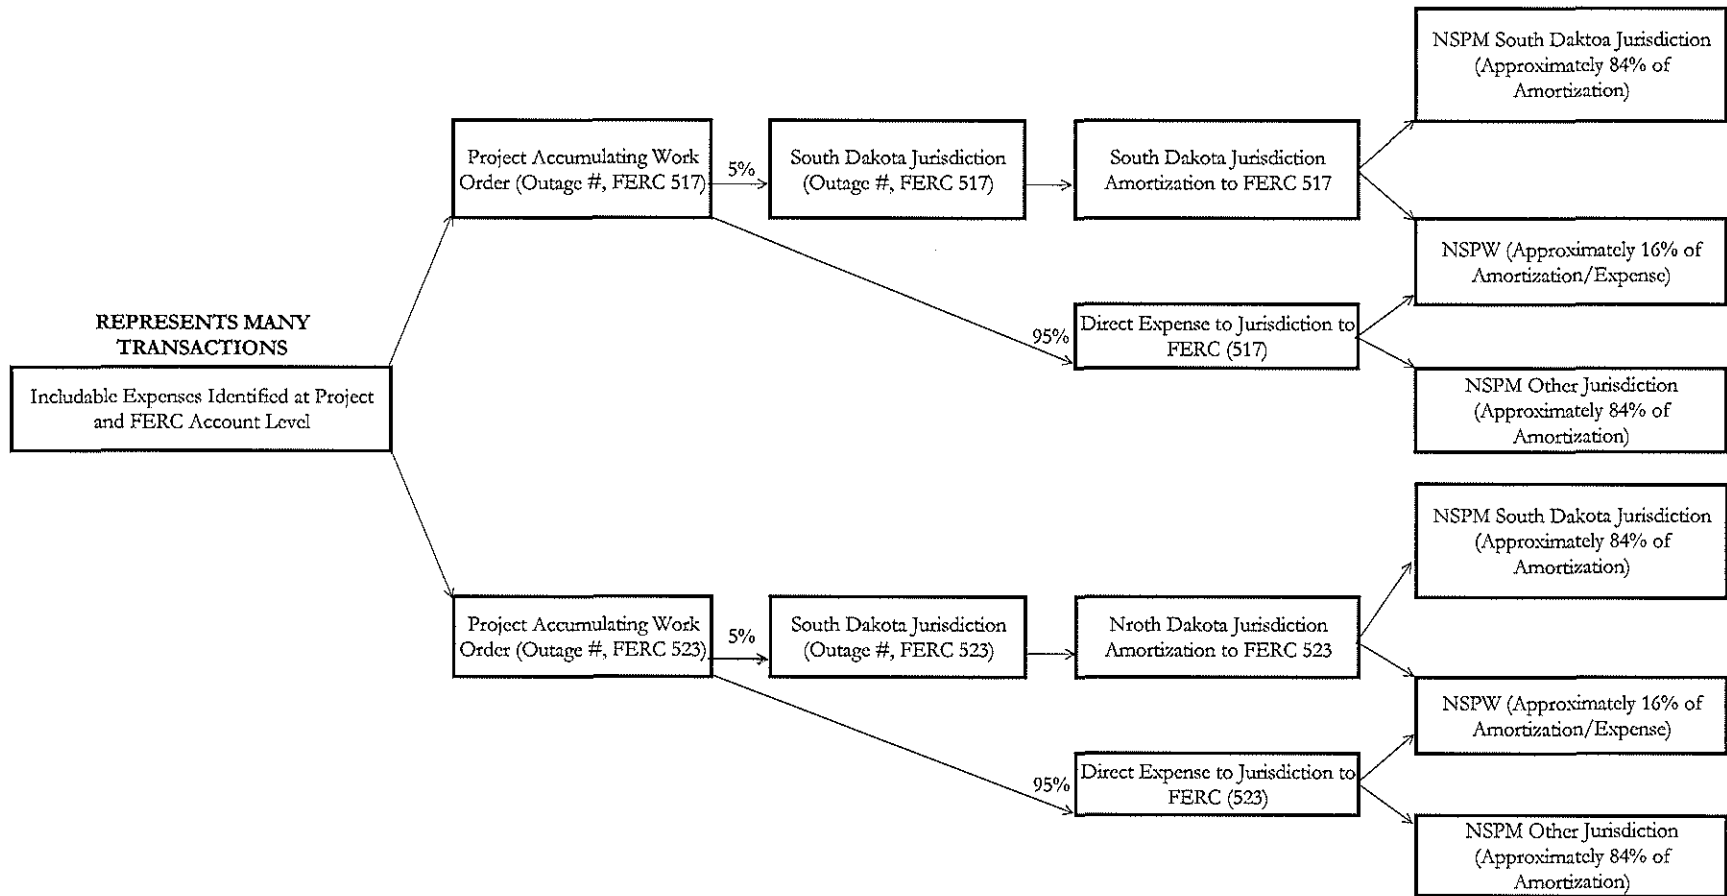 NSPM South Daktoa Jurisdiction
(Approximately 84% of
Amortization)
Project Accumulating Work
Order (Outage #, FERC 517)
5%
South Dakota Jurisdiction
(Outage #, FERC 517)
South Dakota Jurisdiction
Amortization to FERC 517
NSPW (Approximately 16% of
Amortization/Expense)
REPRESENTS MANY
TRANSACTIONS
Includable Expenses Identified at Project
and FERC Account Level
95%
Direct Expense to Jurisdiction to
FERC (517)
NSPM Other Jurisdiction
(Approximately 84% of
Amortization)
NSPM South Dakota Jurisdiction
(Approximately 84% of
Amortization)
Project Accumulating Work
Order (Outage #, FERC 523)
5%
South Dakota Jurisdiction
(Outage #, FERC 523)
Nroth Dakota Jurisdiction
Amortization to FERC 523
NSPW (Approximately 16% of
Amortization/Expense)
95%
Direct Expense to Jurisdiction to
FERC (523)
NSPM Other Jurisdiction
(Approximately 84% of
Amortization)